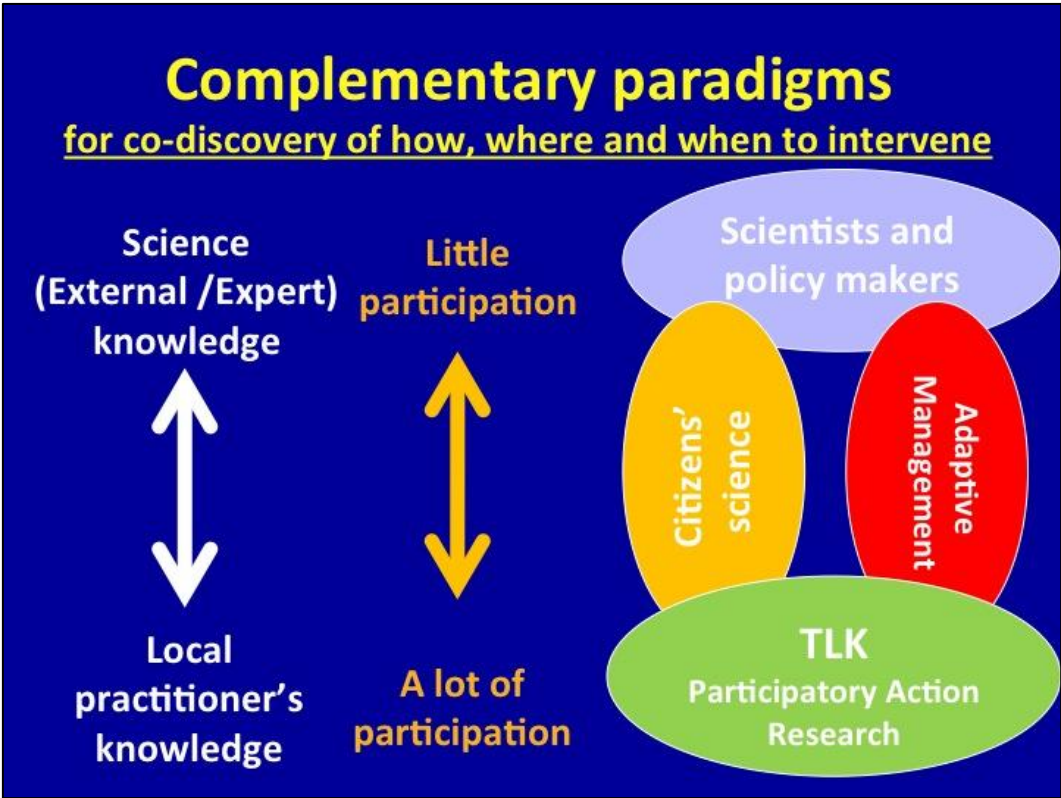 Complementary paradigms
for co-discovery of how, where and when to intervene
Science
(External /Expert)
knowledge
Local
practitioner’s
knowledge
Little
participation
A lot of
participation
Scientists and
policy makers
Citizens’
science
Adaptive
Management
TLK
Participatory Action
Research